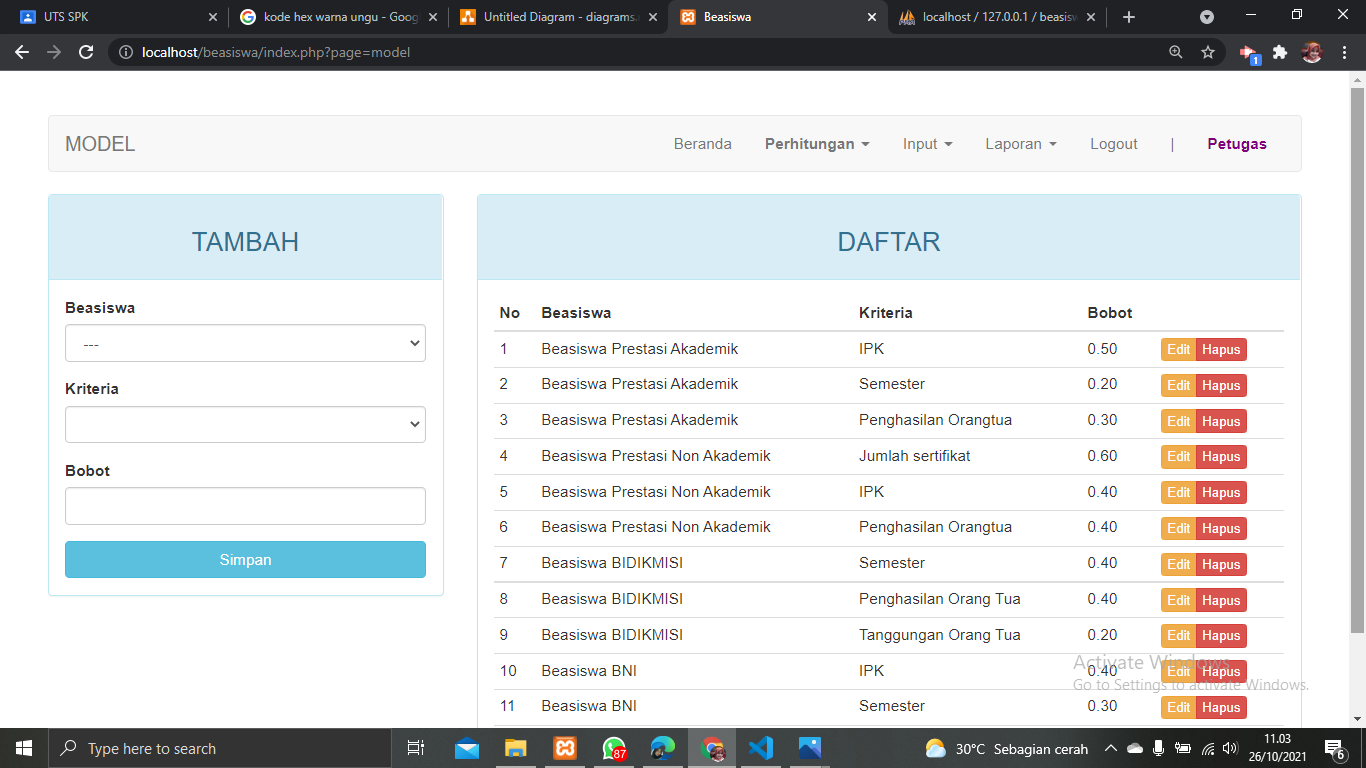 UTS SPK
kode hex warna ungu - Goog
Untitled Diagram - diagrams.
Beasiswa
localhost / 127.0.0.1 / beasisw
localhost/beasiswa/index.php?page=model
1
MODEL
Beranda Perhitungan Input Laporan Logout | Petugas
TAMBAH
Beasiswa
---
Kriteria
Bobot
Simpan
DAFTAR
No Beasiswa Kriteria Bobot
1 Beasiswa Prestasi Akademik IPK 0.50 Edit Hapus
2 Beasiswa Prestasi Akademik Semester 0.20 Edit Hapus
3 Beasiswa Prestasi Akademik Penghasilan Orangtua 0.30 Edit Hapus
4 Beasiswa Prestasi Non Akademik Jumlah sertifikat 0.60 Edit Hapus
5 Beasiswa Prestasi Non Akademik IPK 0.40 Edit Hapus
6 Beasiswa Prestasi Non Akademik Penghasilan Orangtua 0.40 Edit Hapus
7 Beasiswa BIDIKMISI Semester 0.40 Edit Hapus
8 Beasiswa BIDIKMISI Penghasilan Orang Tua 0.40 Edit Hapus
9 Beasiswa BIDIKMISI Tanggungan Orang Tua 0.20 Edit Hapus
10 Beasiswa BNI IPK 0.40 Edit Hapus
11 Beasiswa BNI Semester 0.30 Edit Hapus
Activate Windows
Go to Settings to activate Windows.
Type here to search
87
30°C Sebagian cerah
11.03
26/10/2021
6